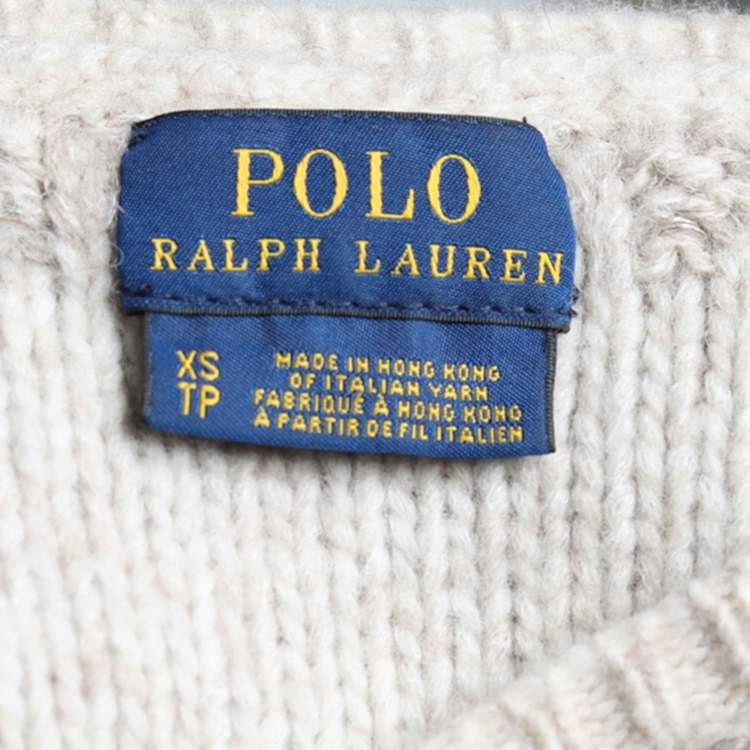 POLO
RALPH LAUREN
XS
TP
MADE IN HONG KONG
OF ITALIAN YARN
FABRIQUÉ À HONG KONG
À PARTIR DE FIL ITALIEN